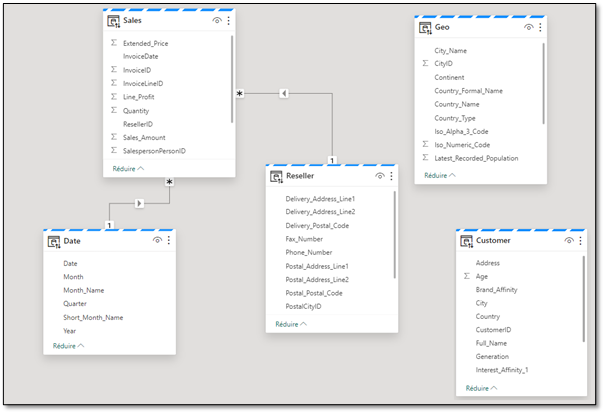 Sales
Σ Extended_Price
InvoiceDate
Σ InvoiceID
Σ InvoiceLineID
Σ Line_Profit
Σ Quantity
ResellerID
Σ Sales_Amount
Σ SalespersonPersonID
Réduire
*
1
*
1
Geo
City_Name
Σ CityID
Continent
Country_Formal_Name
Country_Name
Country_Type
Iso_Alpha_3_Code
Σ Iso_Numeric_Code
Σ Latest_Recorded_Population
Réduire
Reseller
Delivery_Address_Line1
Delivery_Address_Line2
Delivery_Postal_Code
Fax_Number
Phone_Number
Postal_Address_Line1
Postal_Address_Line2
Postal_Postal_Code
PostalCityID
Réduire
Date
Date
Month
Month_Name
Quarter
Short_Month_Name
Year
Réduire
Customer
Address
Σ Age
Brand_Affinity
City
Country
CustomerID
Full_Name
Generation
Interest_Affinity_1
Réduire